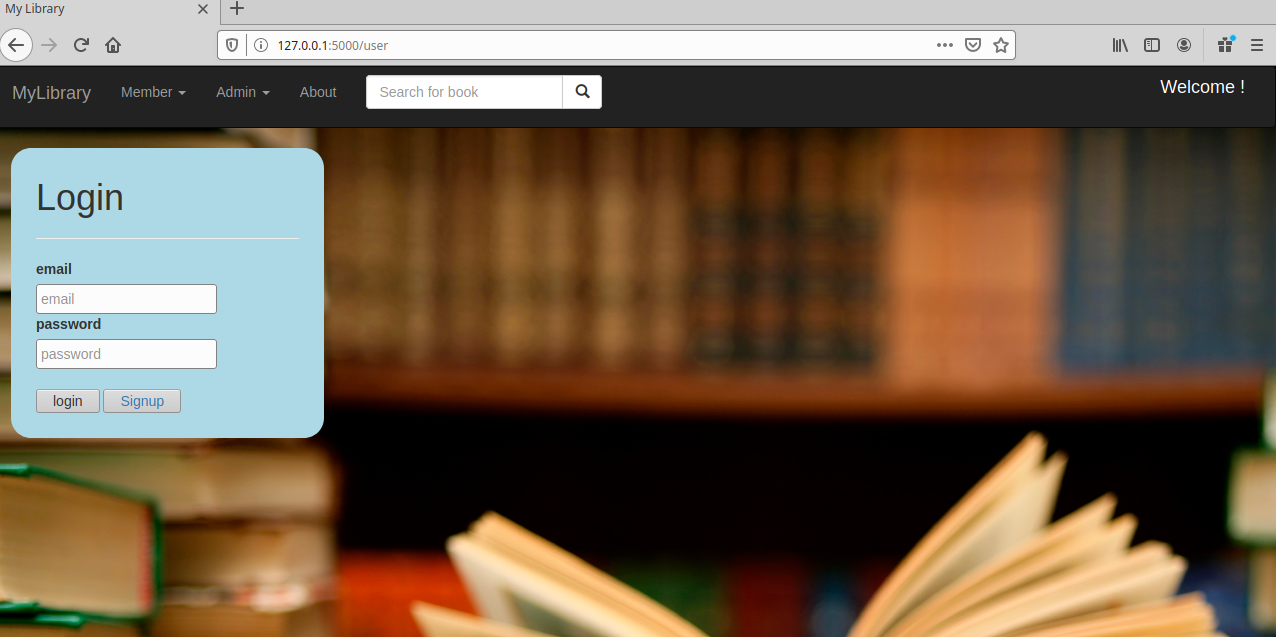 My Library
127.0.0.1:5000/user
MyLibrary Member Admin About Search for book Welcome !
Login
email
email
password
password
login Signup